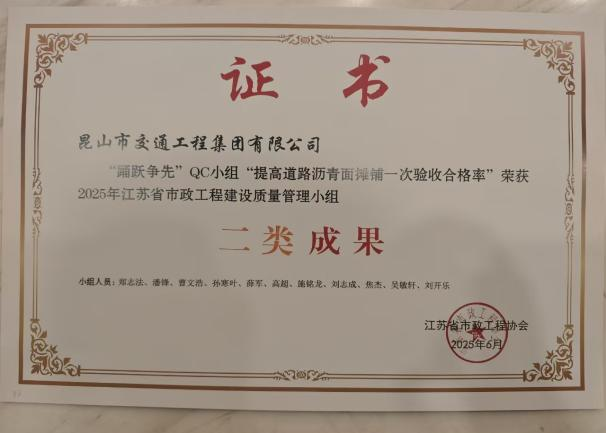 证书
昆山市交通工程集团有限公司
“踊跃争先”QC小组“提高道路沥青面摊铺一次验收合格率”荣获
2025年江苏省市政工程建设质量管理小组
二类成果
小组人员：郑志法、潘锋、曹文浩、孙寒叶、薛军、高超、施铭龙、刘志成、焦杰、吴敏轩、刘开乐
江苏省市政工程协会
2025年6月